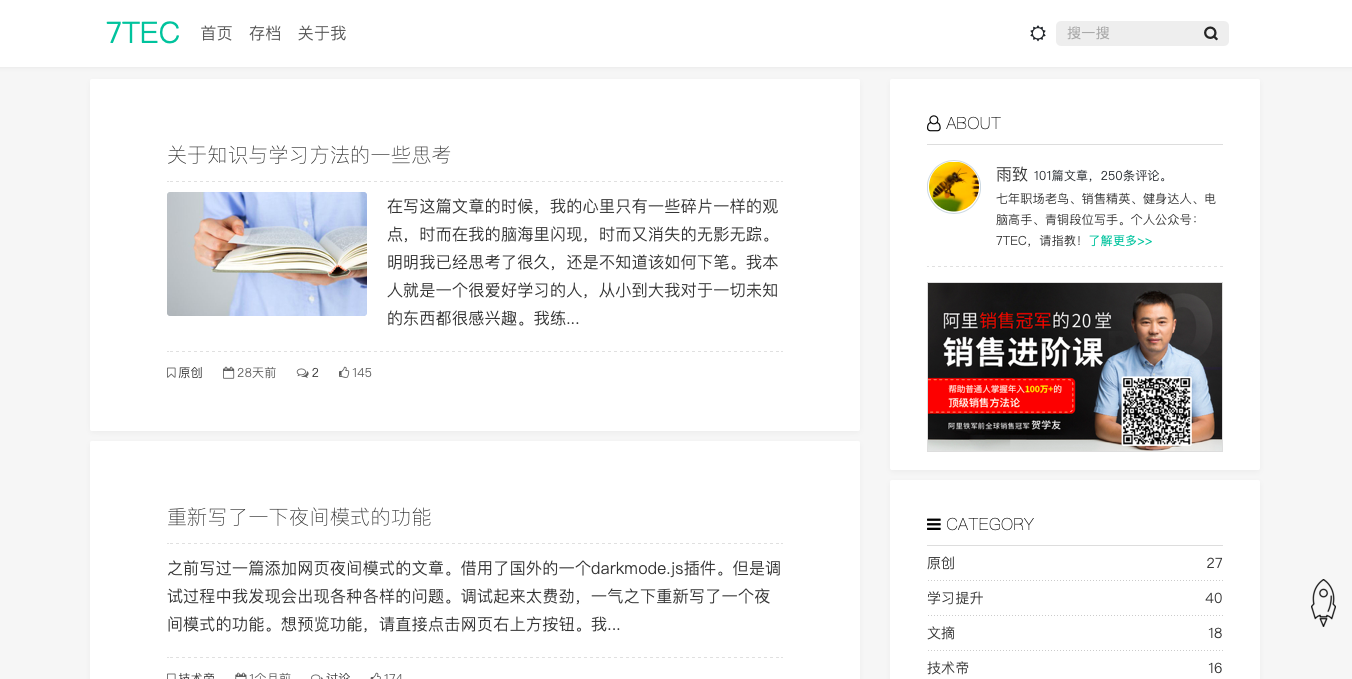 7TEC 首页 存档 关于我 搜一搜
关于知识与学习方法的一些思考
在写这篇文章的时候，我的心里只有一些碎片一样的观
点，时而在我的脑海里闪现，时而又消失的无影无踪。
明明我已经思考了很久，还是不知道该如何下笔。我本
人就是一个很爱好学习的人，从小到大我对于一切未知
的东西都很感兴趣。我练...
原创 28天前 2 145
重新写了一下夜间模式的功能
之前写过一篇添加网页夜间模式的文章。借用了国外的一个darkmode.js插件。但是调
试过程中我发现会出现各种各样的问题。调试起来太费劲，一气之下重新写了一个夜
间模式的功能。想预览功能，请直接点击网页右上方按钮。我...
技术帝 1个月前 讨论 174
ABOUT
雨致 101篇文章，250条评论。
七年职场老鸟、销售精英、健身达人、电
脑高手、青铜段位写手。个人公众号：
7TEC，请指教！了解更多>>
阿里销售冠军的20堂
销售进阶课
帮助普通人掌握年入100万+的
顶级销售方法论
阿里铁军前全球销售冠军 贺学友
CATEGORY
原创 27
学习提升 40
文摘 18
技术帝 16